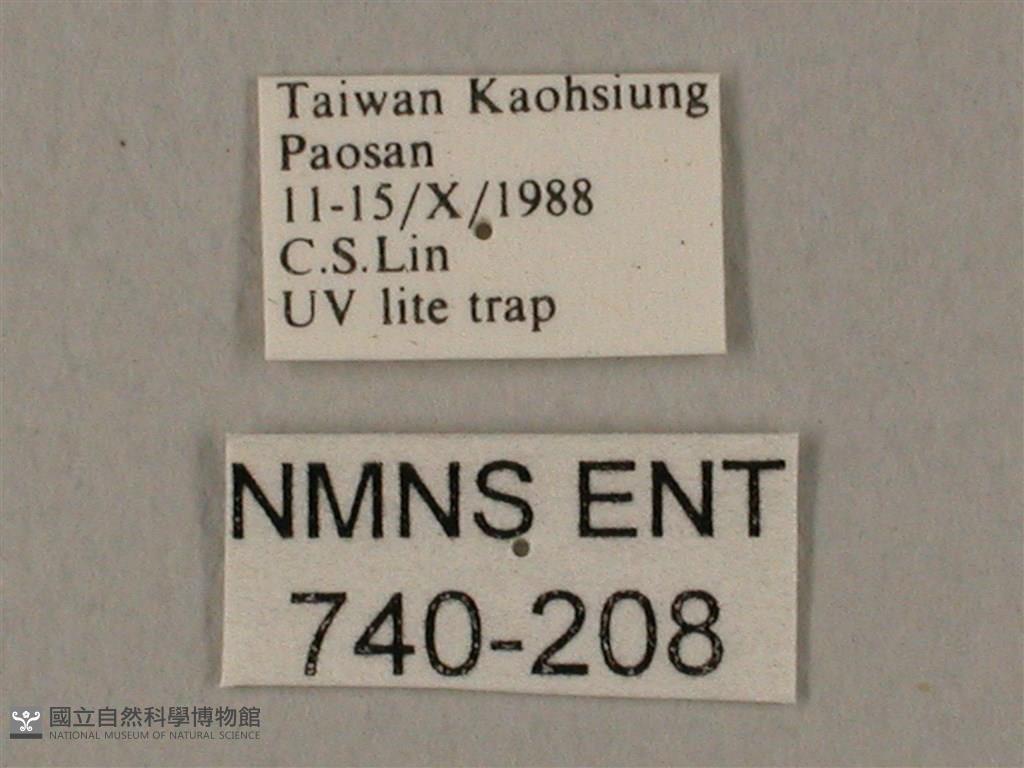 Taiwan Kaohsiung
Paosan
11-15/X/1988
C.S.Lin
UV lite trap
NMNS ENT
740-208
國立自然科學博物館
NATIONAL MUSEUM OF NATURAL SCIENCE